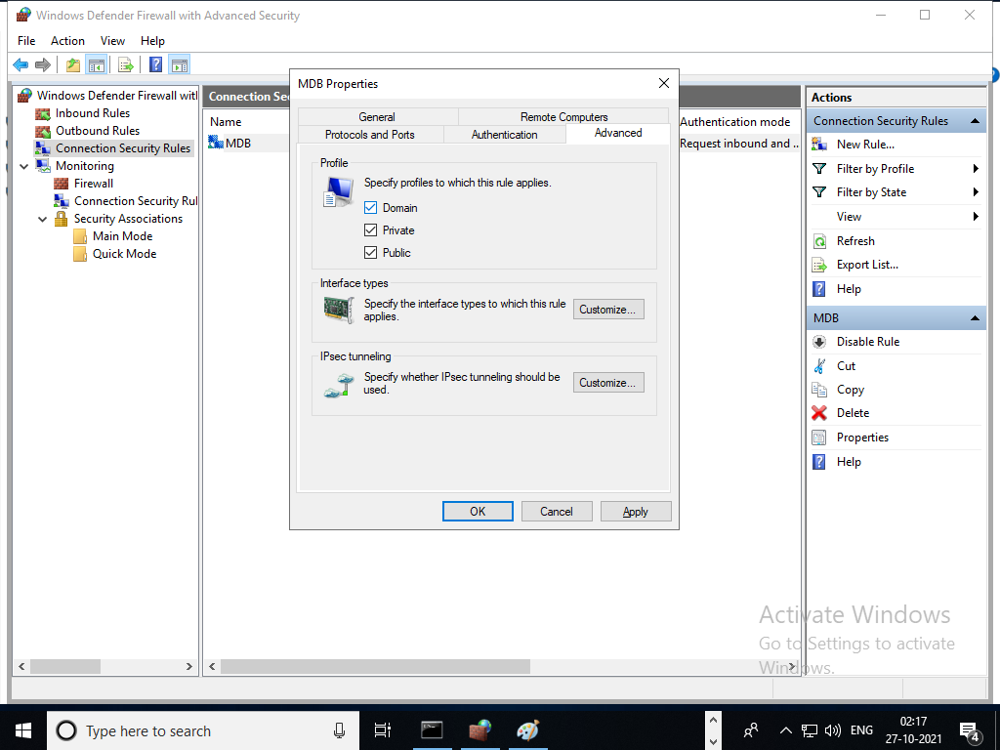 Windows Defender Firewall with Advanced Security
File Action View Help
Windows Defender Firewall wit
Inbound Rules
Outbound Rules
Connection Security Rules
Monitoring
Firewall
Connection Security Rul
Security Associations
Main Mode
Quick Mode
Connection Se
Name
Authentication mode
MDB
Request inbound and ..
MDB Properties
General
Remote Computers
Protocols and Ports
Authentication
Advanced
Profile
Specify profiles to which this rule applies.
Domain
Private
Public
Interface types
Specify the interface types to which this rule
applies.
Customize...
IPsec tunneling
Specify whether IPsec tunneling should be
used.
Customize...
OK
Cancel
Apply
Actions
Connection Security Rules
New Rule...
Filter by Profile
Filter by State
View
Refresh
Export List...
Help
MDB
Disable Rule
Cut
Copy
Delete
Properties
Help
Activate Windows
Go to Settings to activate
Windows.
Type here to search
ENG
02:17
27-10-2021
4